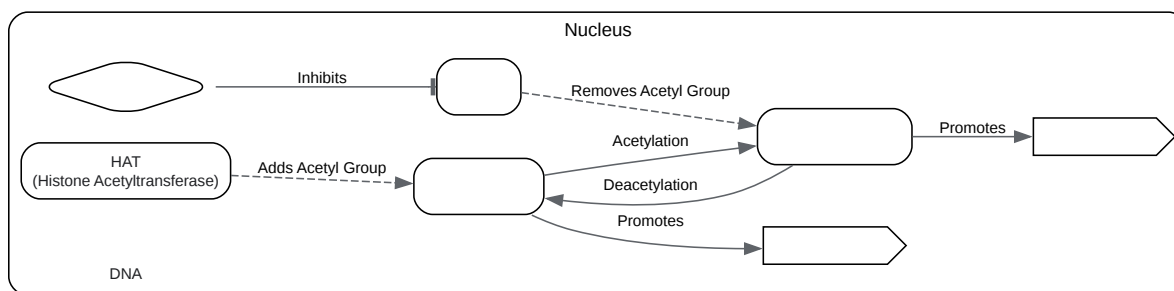 Nucleus
Inhibits
Removes Acetyl Group
Promotes
Acetylation
HAT
(Histone Acetyltransferase)
Adds Acetyl Group
Deacetylation
Promotes
DNA